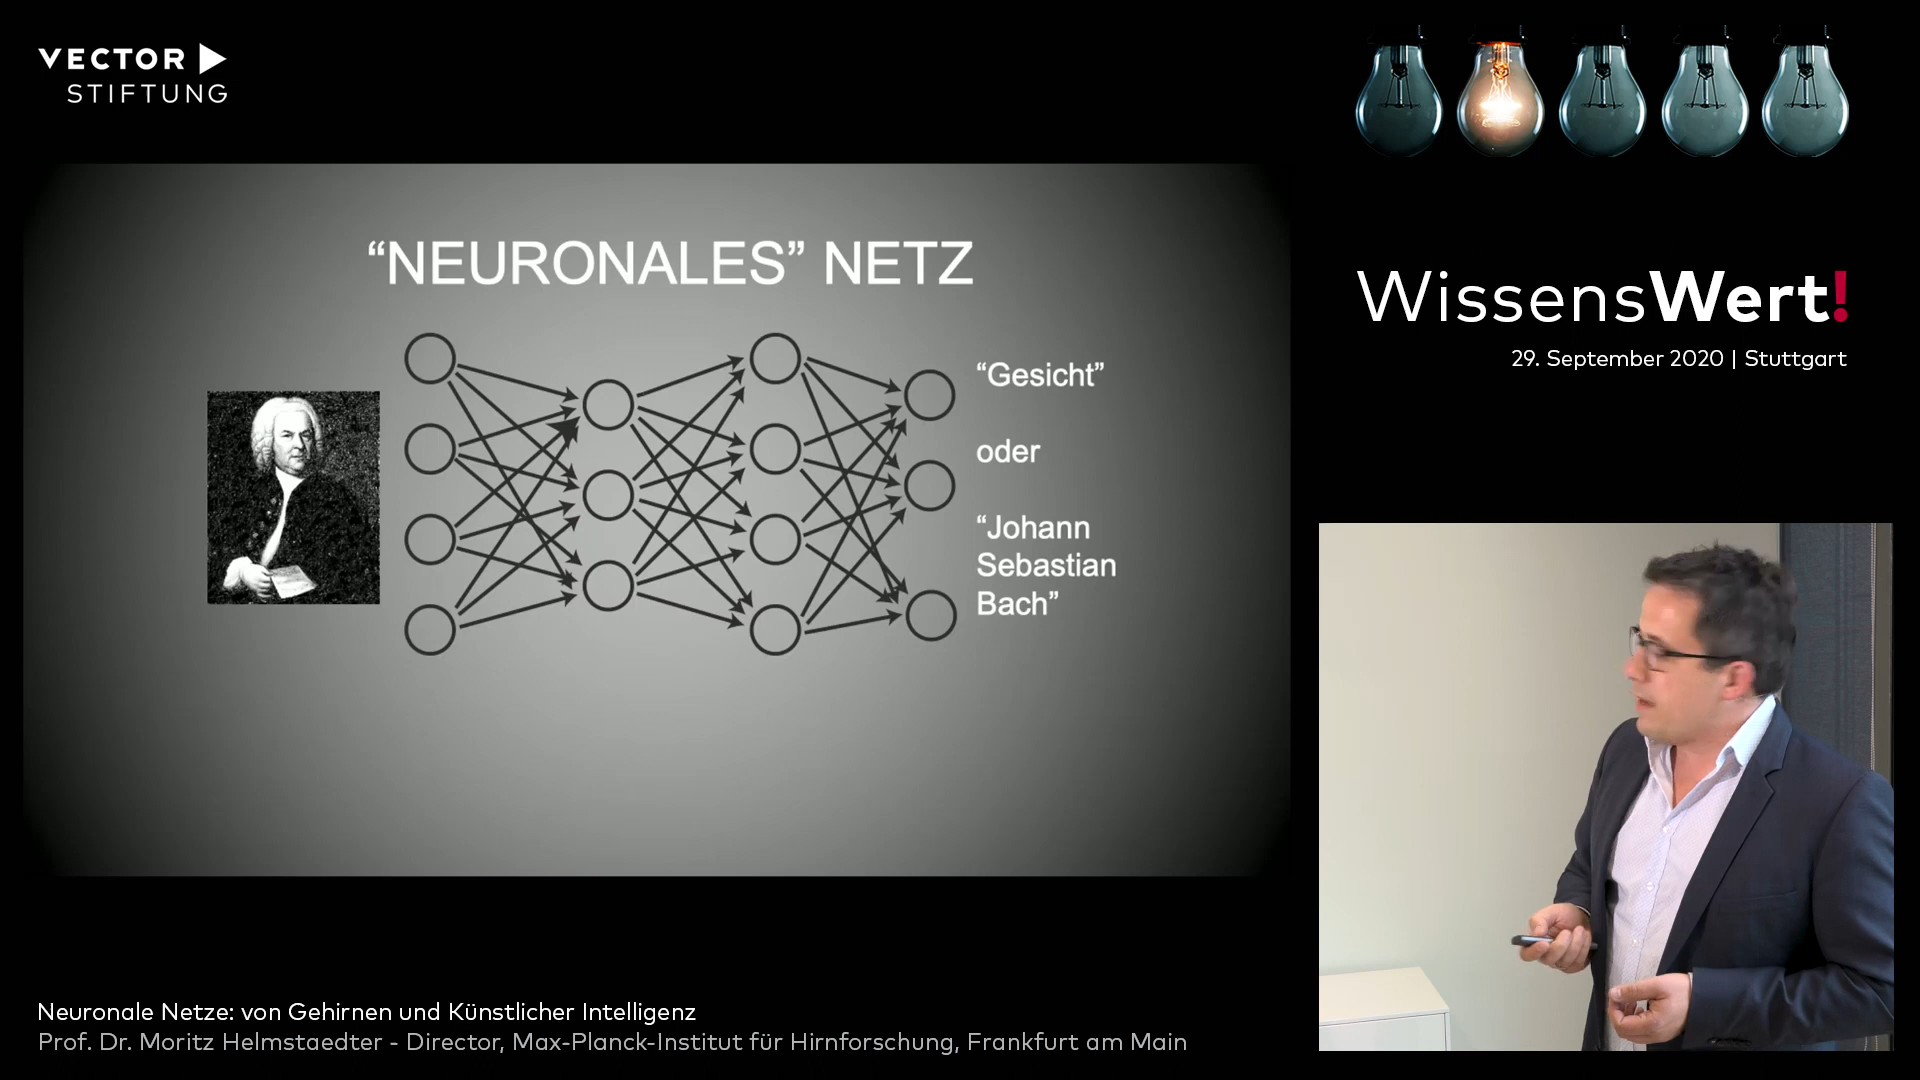 VECTOR
STIFTUNG
“NEURONALES” NETZ
“Gesicht”
oder
“Johann
Sebastian
Bach”
WissensWert!
29. September 2020 | Stuttgart
Neuronale Netze: von Gehirnen und Künstlicher Intelligenz
Prof. Dr. Moritz Helmstaedter - Director, Max-Planck-Institut für Hirnforschung, Frankfurt am Main